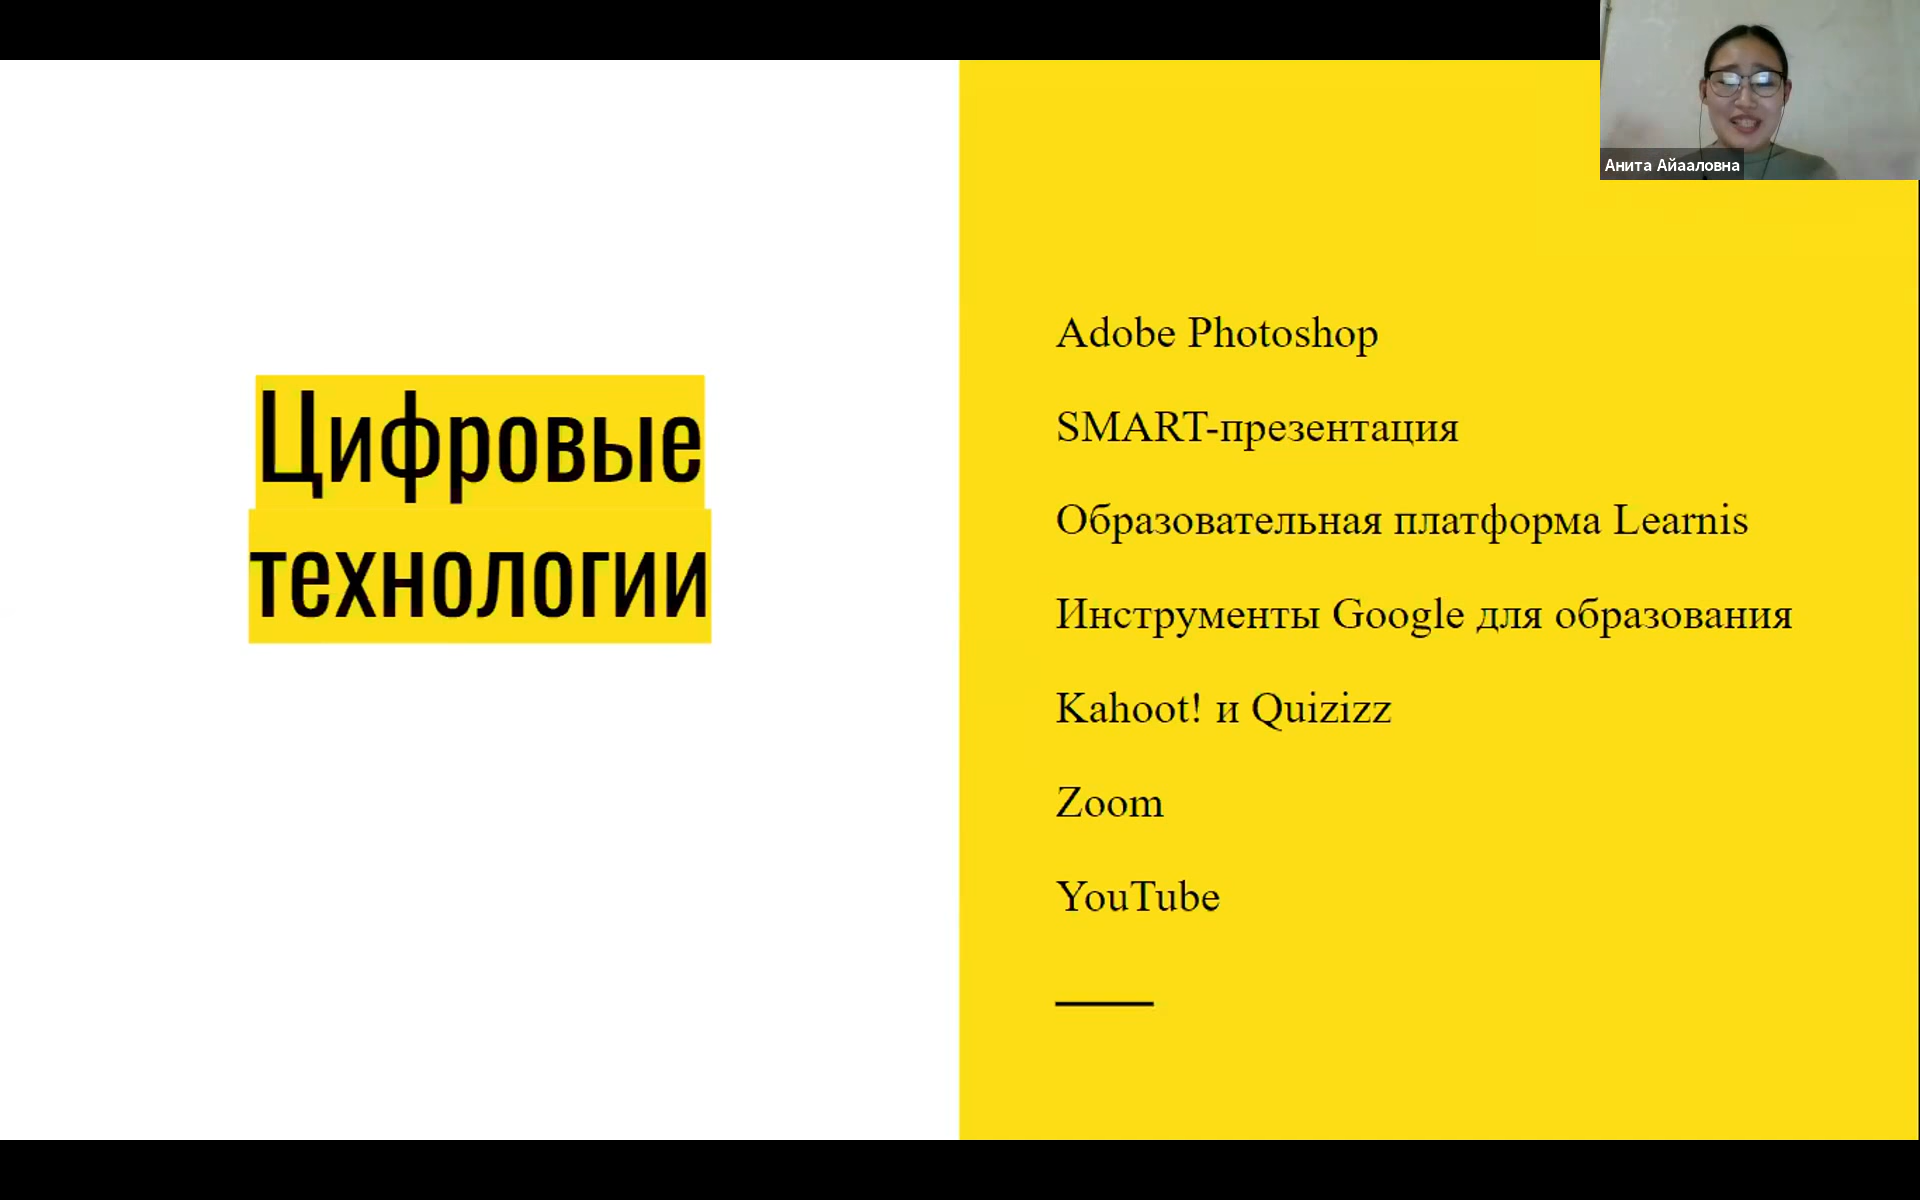 Анита Айааловна
Цифровые
технологии
Adobe Photoshop
SMART-презентация
Образовательная платформа Learnis
Инструменты Google для образования
Kahoot! и Quizizz
Zoom
YouTube